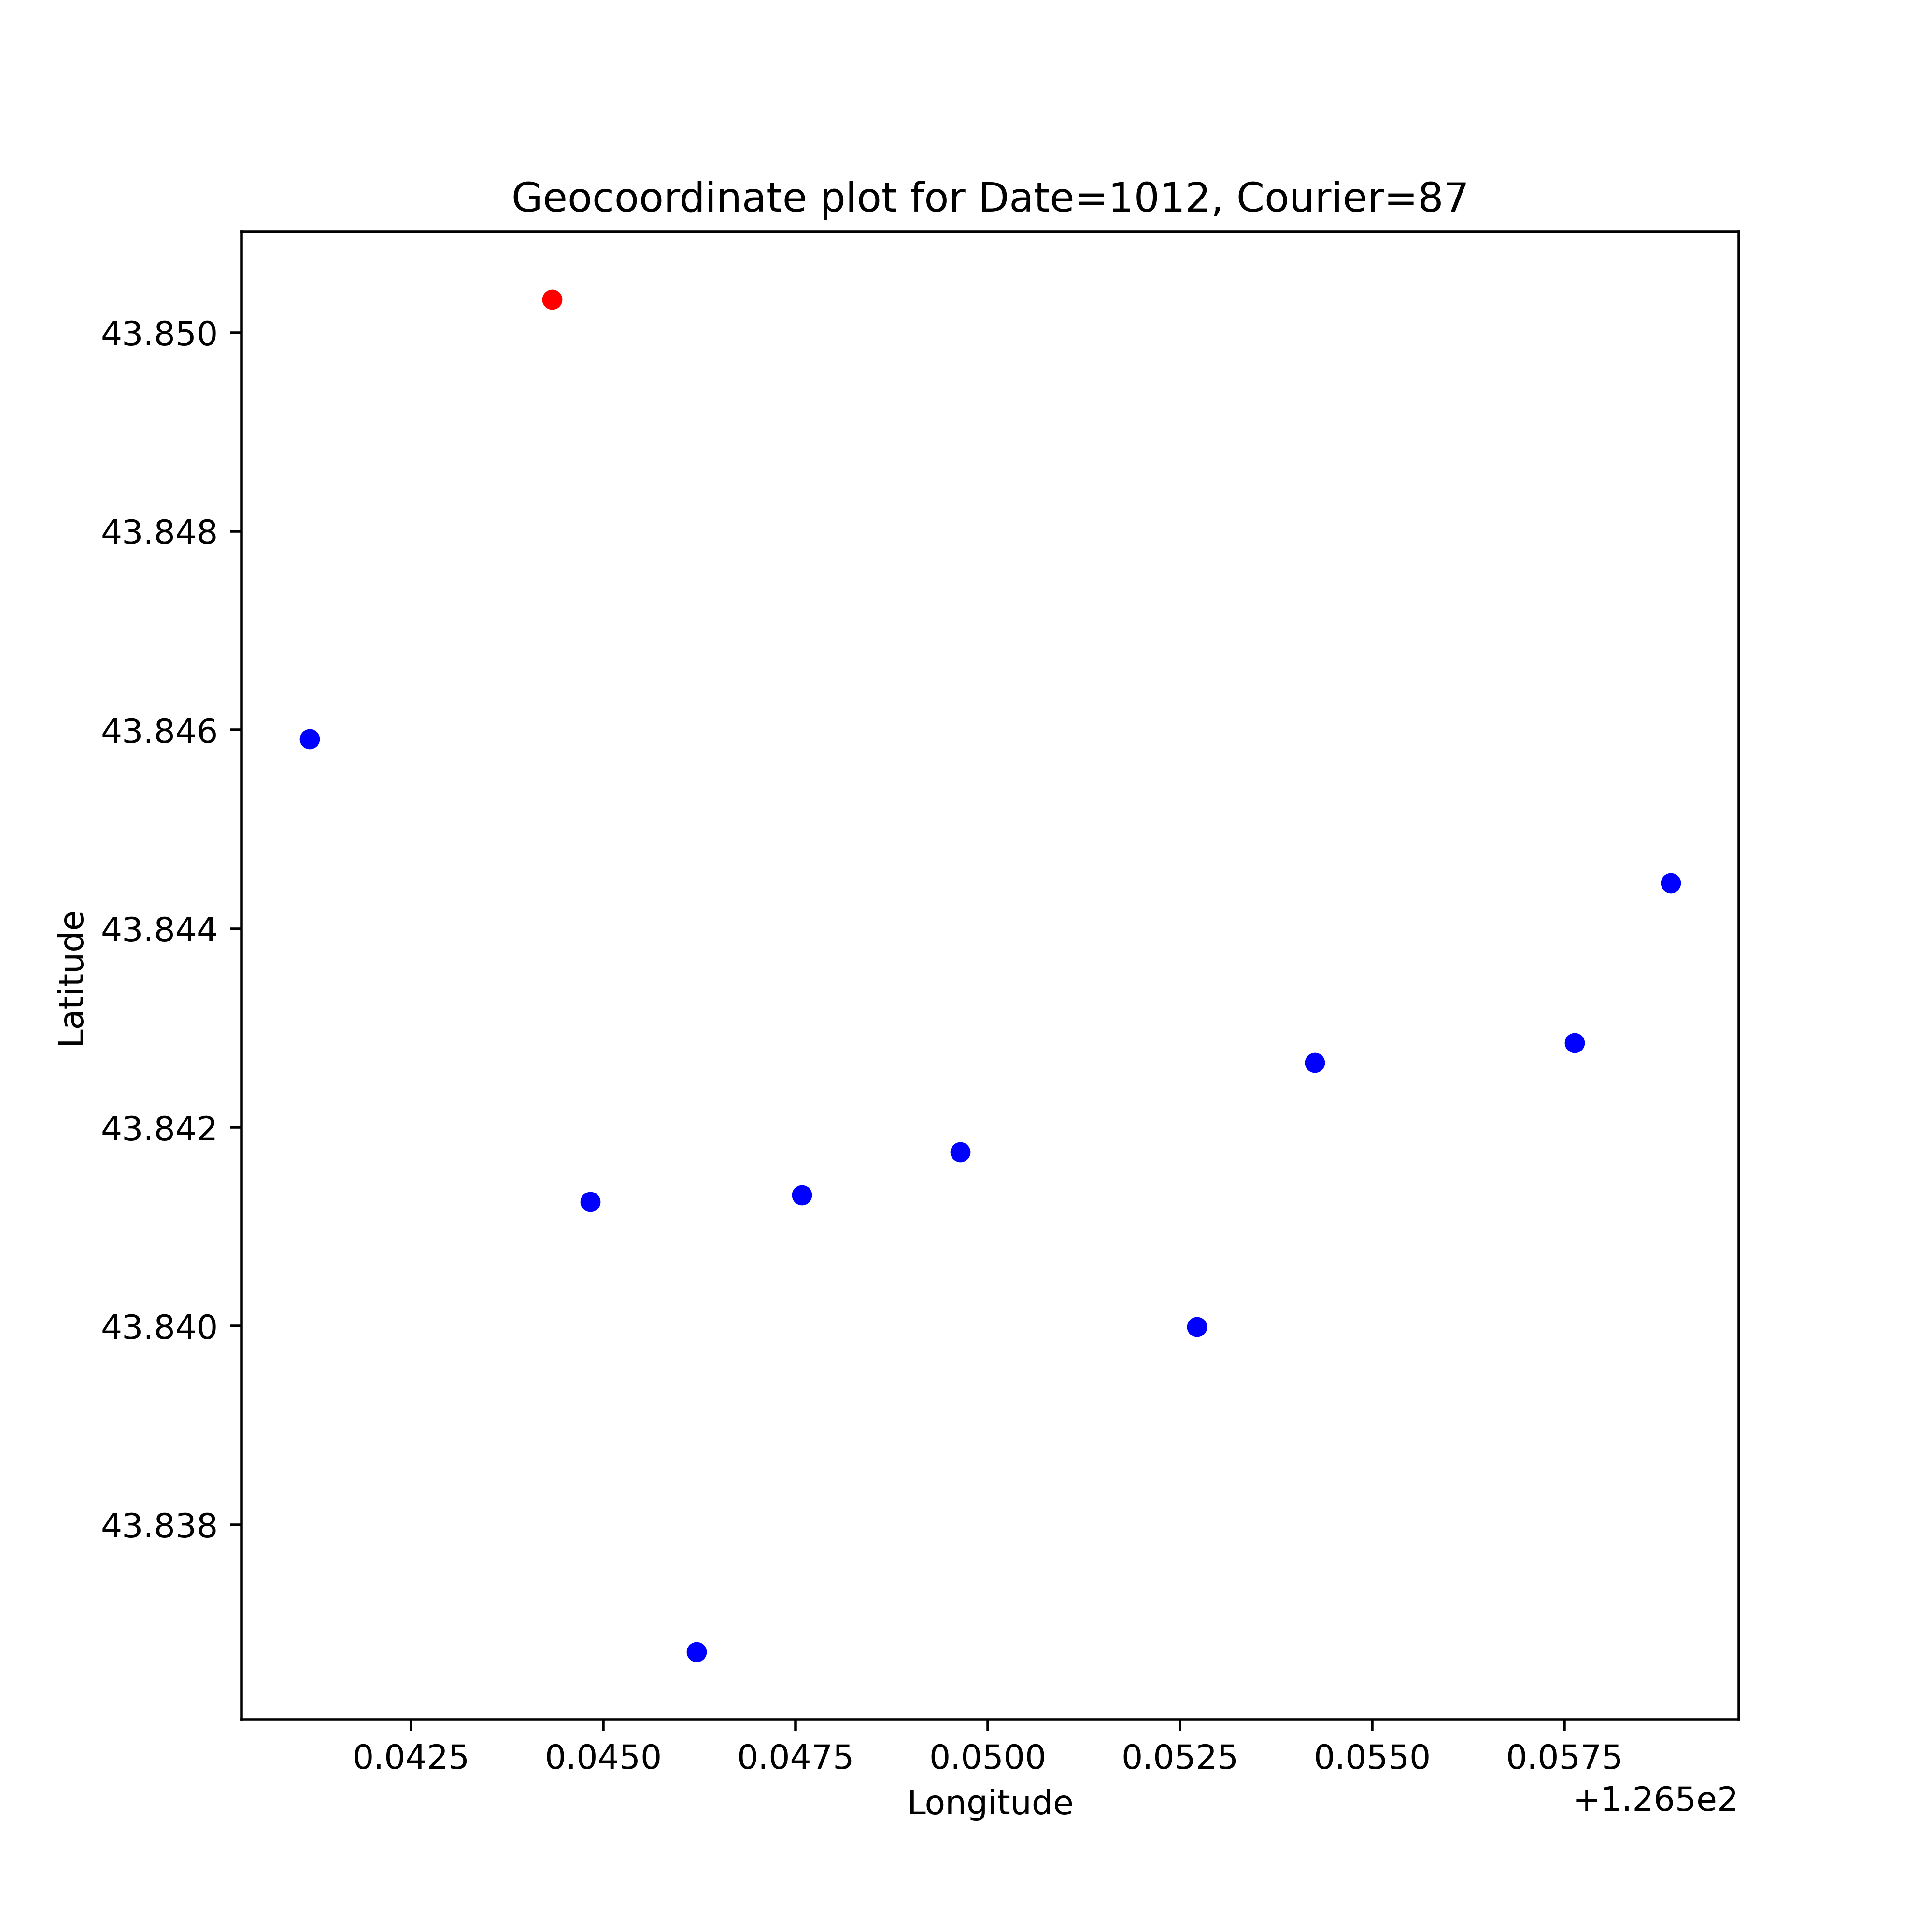 Geocoordinate plot for Date=1012, Courier=87
43.850
43.848
43.846
43.844
43.842
43.840
43.838
Latitude
0.0425 0.0450 0.0475 0.0500 0.0525 0.0550 0.0575
Longitude
+1.265e2